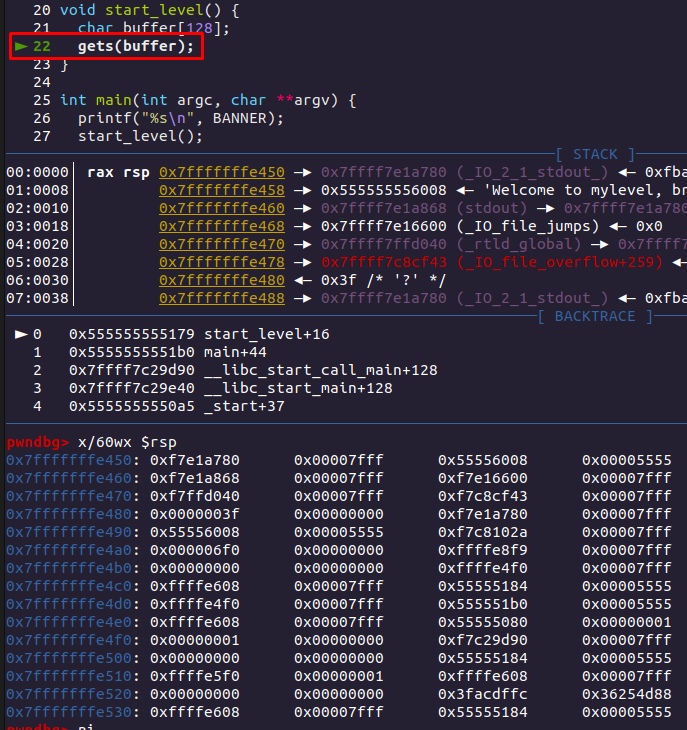 20 void start_level() {
21   char buffer[128];
► 22   gets(buffer);
23 }
24
25 int main(int argc, char **argv) {
26   printf("%s\n", BANNER);
27   start_level();
[ STACK ]
00:0000│ rax rsp 0x7fffffffe450 —▸ 0x7ffff7e1a780 (_IO_2_1_stdout_) ◂— 0xfba
01:0008│ 0x7fffffffe458 —▸ 0x555555556008 ◂— 'Welcome to mylevel, br
02:0010│ 0x7fffffffe460 —▸ 0x7ffff7e1a868 (stdout) —▸ 0x7ffff7e1a780
03:0018│ 0x7fffffffe468 —▸ 0x7ffff7e16600 (_IO_file_jumps) ◂— 0x0
04:0020│ 0x7fffffffe470 —▸ 0x7ffff7ffd040 (_rtld_global) —▸ 0x7ffff7
05:0028│ 0x7fffffffe478 —▸ 0x7ffff7c8cf43 (_IO_file_overflow+259) ◂—
06:0030│ 0x7fffffffe480 ◂— 0x3f /* '?' */
07:0038│ 0x7fffffffe488 —▸ 0x7ffff7e1a780 (_IO_2_1_stdout_) ◂— 0xfba
[ BACKTRACE ]
► 0 0x555555555179 start_level+16
1 0x5555555551b0 main+44
2 0x7ffff7c29d90 __libc_start_call_main+128
3 0x7ffff7c29e40 __libc_start_main+128
4 0x5555555550a5 _start+37
pwndbg> x/60wx $rsp
0x7fffffffe450: 0xf7e1a780 0x00007fff 0x55556008 0x00005555
0x7fffffffe460: 0xf7e1a868 0x00007fff 0xf7e16600 0x00007fff
0x7fffffffe470: 0xf7ffd040 0x00007fff 0xf7c8cf43 0x00007fff
0x7fffffffe480: 0x0000003f 0x00000000 0xf7e1a780 0x00007fff
0x7fffffffe490: 0x55556008 0x00005555 0xf7c8102a 0x00007fff
0x7fffffffe4a0: 0x000006f0 0x00000000 0xffffe8f9 0x00007fff
0x7fffffffe4b0: 0x00000000 0x00000000 0xffffe4f0 0x00007fff
0x7fffffffe4c0: 0xffffe608 0x00007fff 0x55555184 0x00005555
0x7fffffffe4d0: 0xffffe4f0 0x00007fff 0x555551b0 0x00005555
0x7fffffffe4e0: 0xffffe608 0x00007fff 0x55555080 0x00000001
0x7fffffffe4f0: 0x00000001 0x00000000 0xf7c29d90 0x00007fff
0x7fffffffe500: 0x00000000 0x00000000 0x55555184 0x00005555
0x7fffffffe510: 0xffffe5f0 0x00000001 0xffffe608 0x00007fff
0x7fffffffe520: 0x00000000 0x00000000 0x3facdffc 0x36254d88
0x7fffffffe530: 0xffffe608 0x00007fff 0x55555184 0x00005555
pwndbg> ni